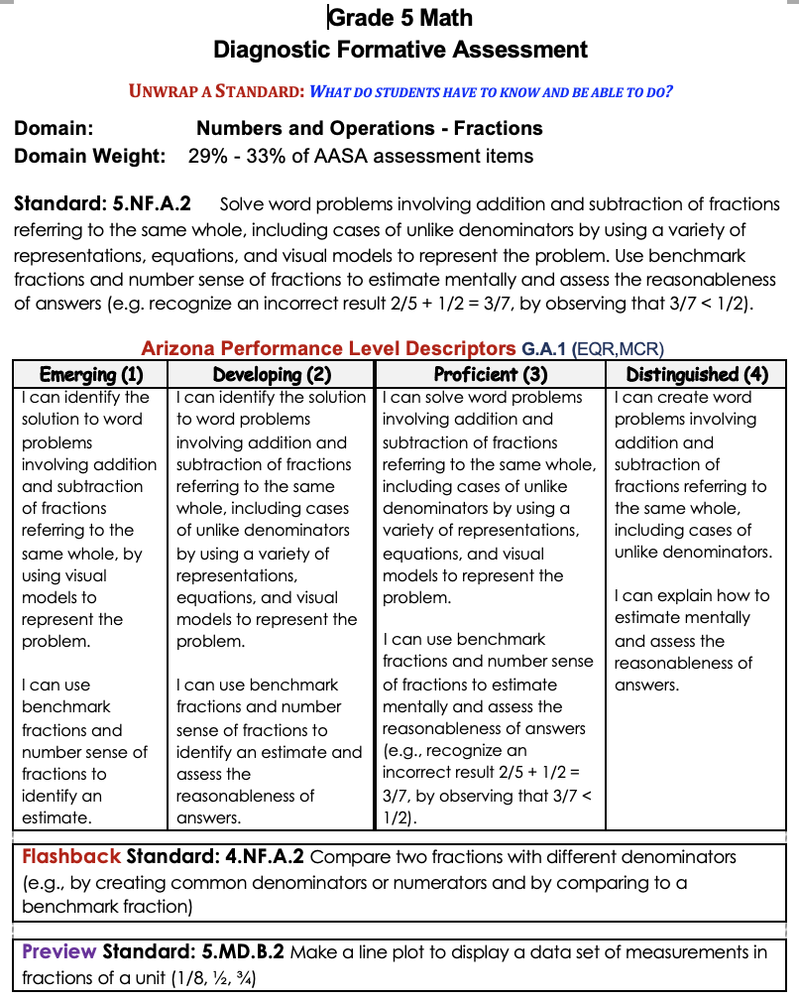 Grade 5 Math
Diagnostic Formative Assessment
UNWRAP A STANDARD: WHAT DO STUDENTS HAVE TO KNOW AND BE ABLE TO DO?
Domain: Numbers and Operations - Fractions
Domain Weight: 29% - 33% of AASA assessment items
Standard: 5.NF.A.2 Solve word problems involving addition and subtraction of fractions
referring to the same whole, including cases of unlike denominators by using a variety of
representations, equations, and visual models to represent the problem. Use benchmark
fractions and number sense of fractions to estimate mentally and assess the reasonableness
of answers (e.g. recognize an incorrect result 2/5 + 1/2 = 3/7, by observing that 3/7 < 1/2).
Arizona Performance Level Descriptors G.A.1 (EQR,MCR)
Emerging (1)
I can identify the
solution to word
problems
involving addition
and subtraction
of fractions
referring to the
same whole, by
using visual
models to
represent the
problem.
I can use
benchmark
fractions and
number sense of
fractions to
identify an
estimate.
Developing (2)
I can identify the solution
to word problems
involving addition and
subtraction of fractions
referring to the same
whole, including cases
of unlike denominators
by using a variety of
representations,
equations, and visual
models to represent the
problem.
I can use benchmark
fractions and number
sense of fractions to
identify an estimate and
assess the
reasonableness of
answers.
Proficient (3)
I can solve word problems
involving addition and
subtraction of fractions
referring to the same whole,
including cases of unlike
denominators by using a
variety of representations,
equations, and visual
models to represent the
problem.
I can use benchmark
fractions and number sense
of fractions to estimate
mentally and assess the
reasonableness of answers
(e.g., recognize an
incorrect result 2/5 + 1/2 =
3/7, by observing that 3/7 <
1/2).
Distinguished (4)
I can create word
problems involving
addition and
subtraction of
fractions referring to
the same whole,
including cases of
unlike denominators.
I can explain how to
estimate mentally
and assess the
reasonableness of
answers.
Flashback Standard: 4.NF.A.2 Compare two fractions with different denominators
(e.g., by creating common denominators or numerators and by comparing to a
benchmark fraction)
Preview Standard: 5.MD.B.2 Make a line plot to display a data set of measurements in
fractions of a unit (1/8, ½, ¾)